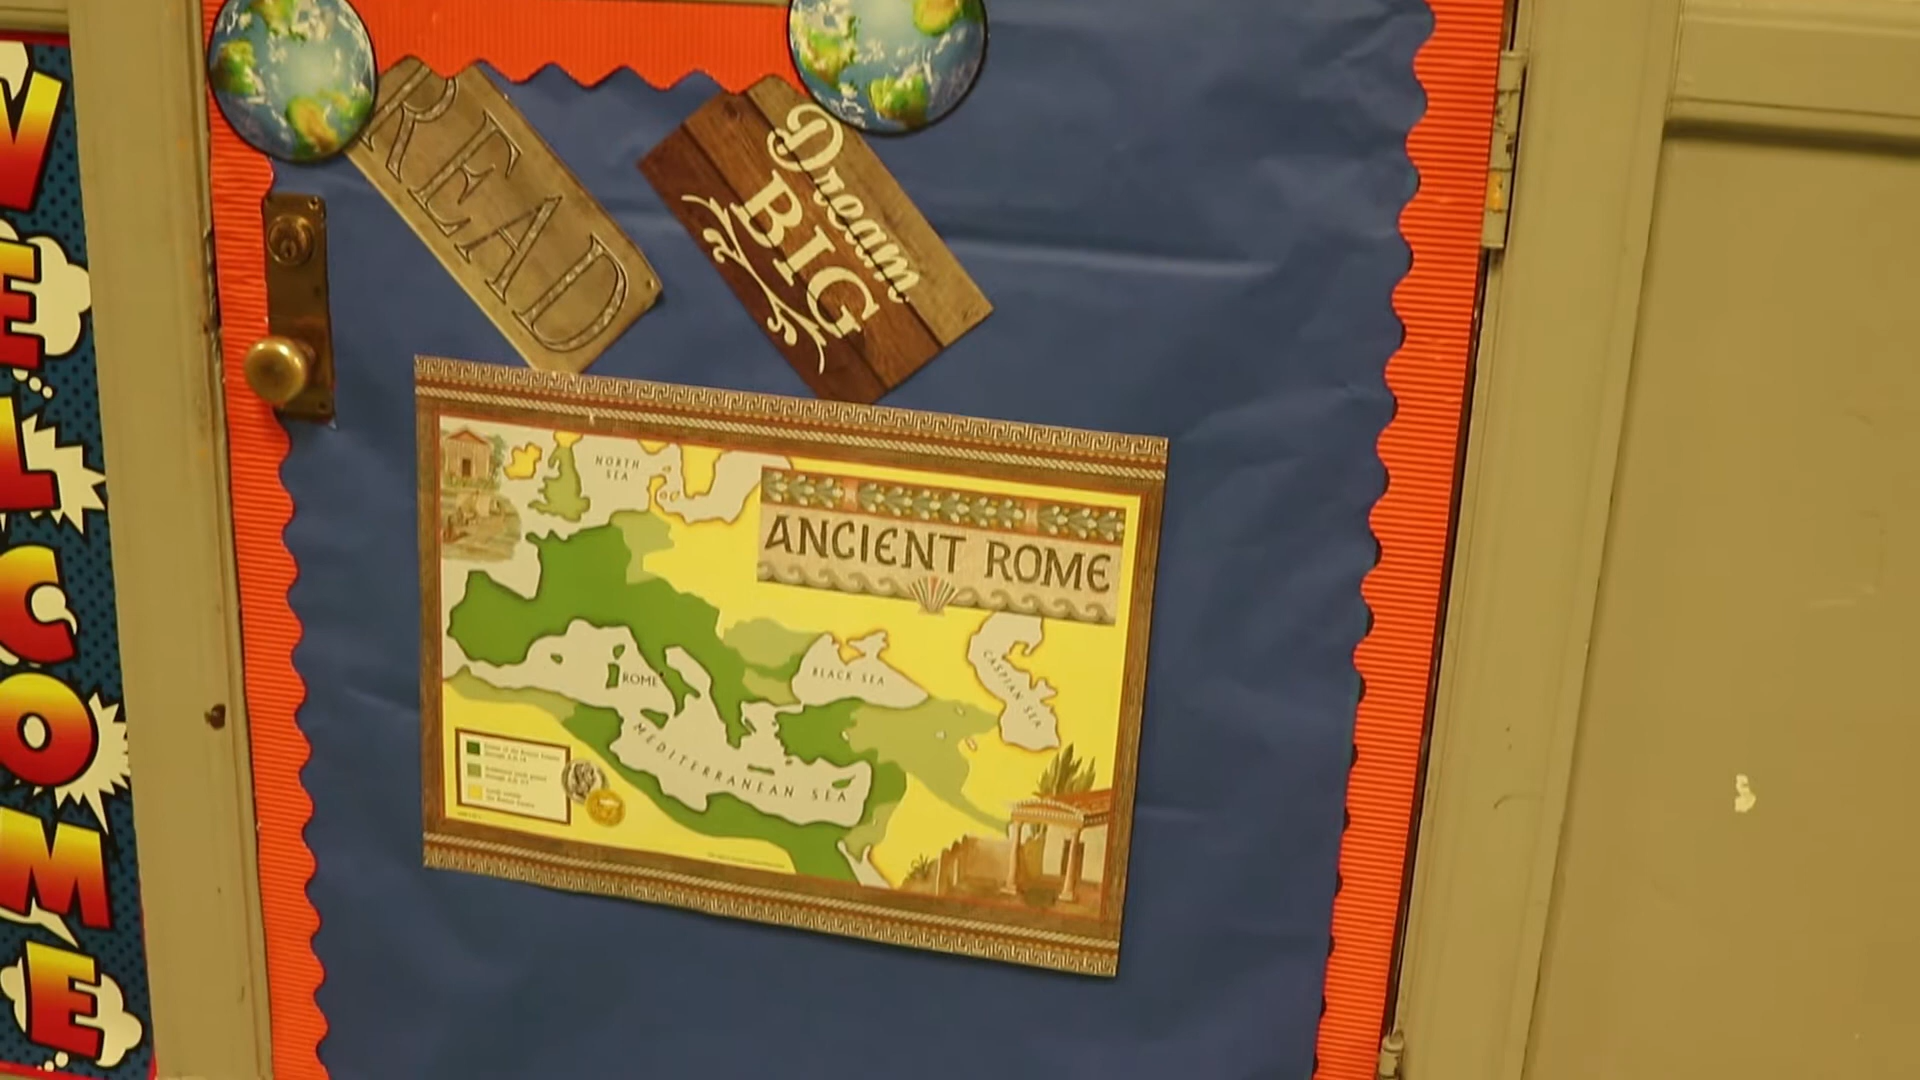 WELCOME
READ
Dream
BIG
ANCIENT ROME
NORTH
SEA
BLACK SEA
CASPIAN SEA
ROME
MEDITERRANEAN SEA